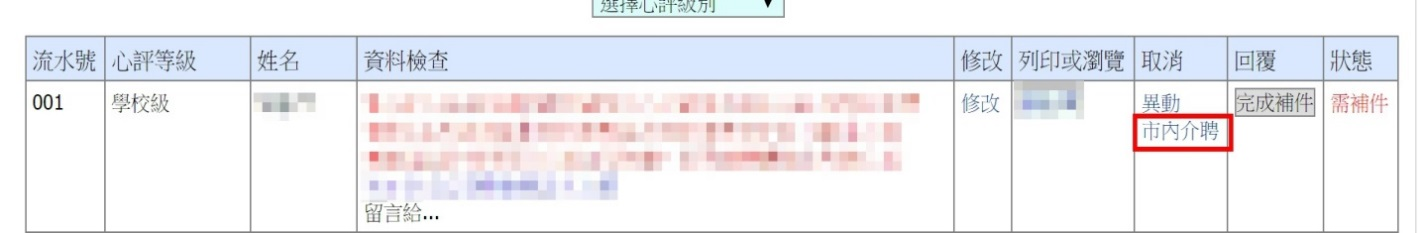 選擇心評級別
流水號 心評等級 姓名 資料檢查 修改 列印或瀏覽 取消 回覆 狀態
001 學校級 修改 異動 完成補件 需補件
市內介聘
留言給...